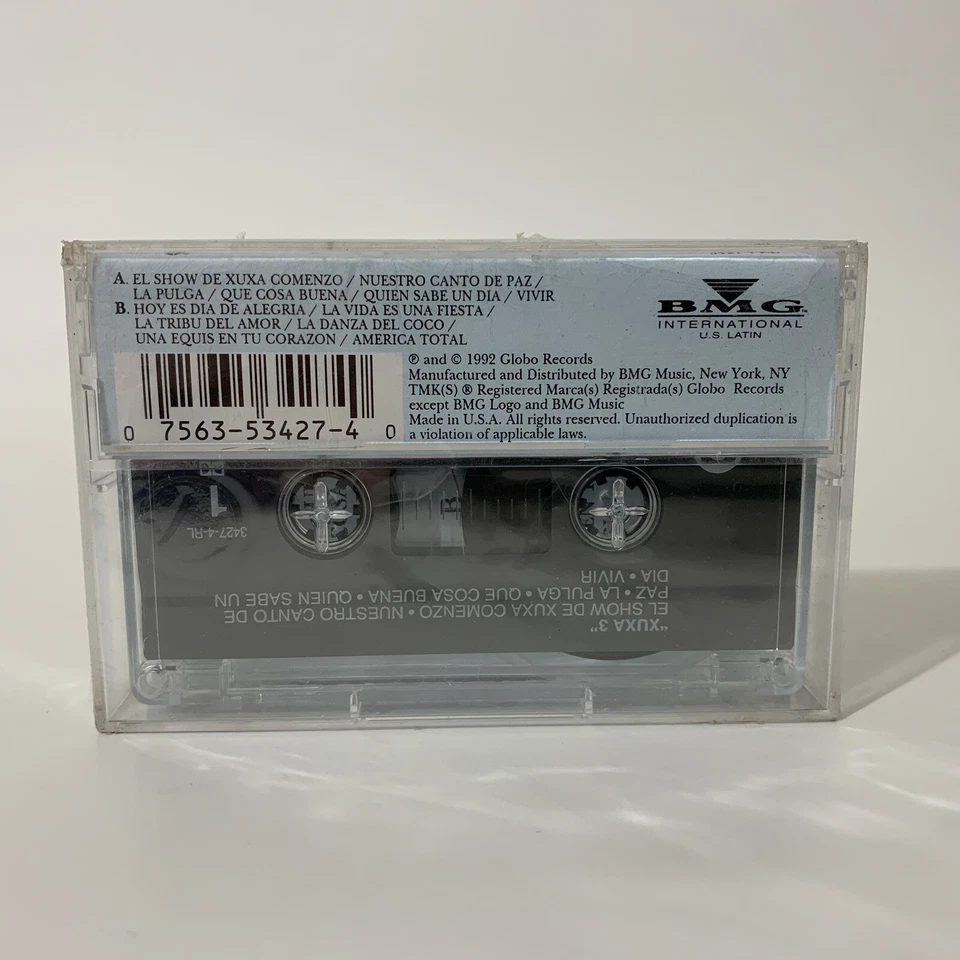 A. EL SHOW DE XUXA COMENZO / NUESTRO CANTO DE PAZ /
LA PULGA / QUE COSA BUENA / QUIEN SABE UN DIA / VIVIR
B. HOY ES DIA DE ALEGRIA / LA VIDA ES UNA FIESTA /
LA TRIBU DEL AMOR / LA DANZA DEL COCO /
UNA EQUIS EN TU CORAZON / AMERICA TOTAL
BMG
INTERNATIONAL
U.S. LATIN
℗ and © 1992 Globo Records
Manufactured and Distributed by BMG Music, New York, NY
TMK(S) ® Registered Marca(s) Registrada(s) Globo Records
except BMG Logo and BMG Music
Made in U.S.A. All rights reserved. Unauthorized duplication is
a violation of applicable laws.
0 7563-53427-4 0
"XUXA 3"
EL SHOW DE XUXA COMENZO • NUESTRO CANTO DE
PAZ • LA PULGA • QUE COSA BUENA • QUIEN SABE UN
DIA • VIVIR
3427-4-RL
1